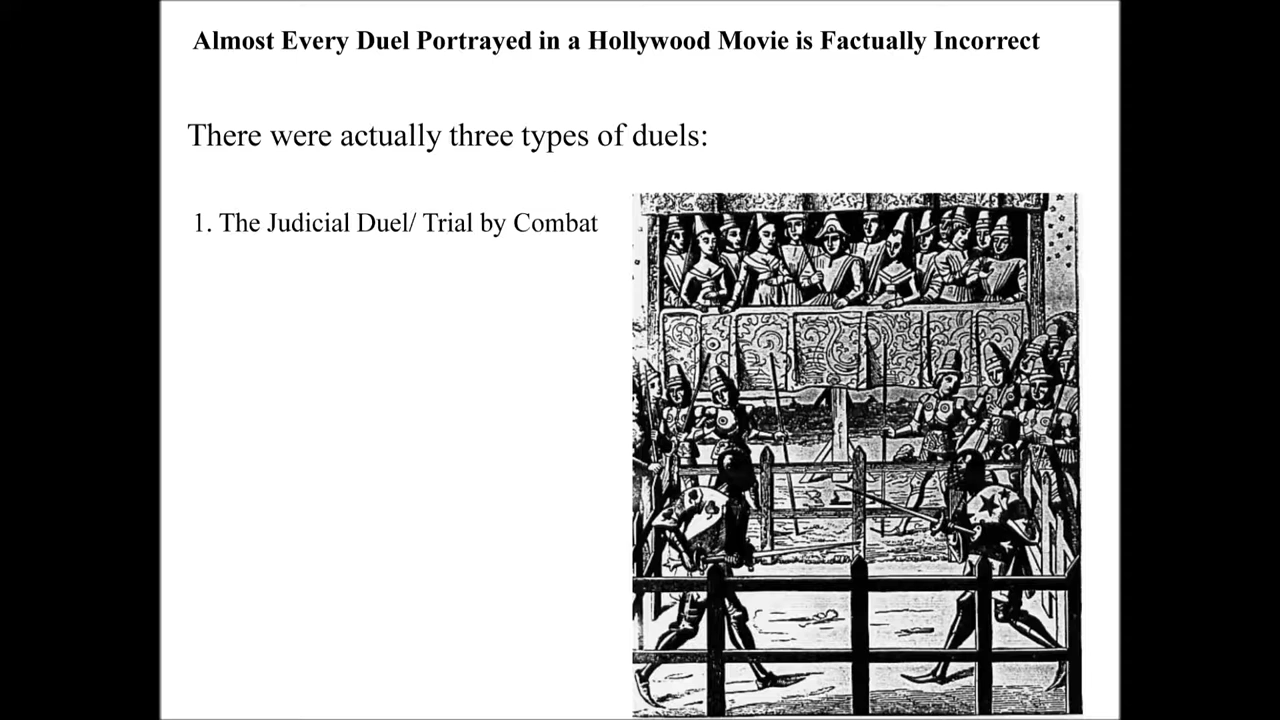 Almost Every Duel Portrayed in a Hollywood Movie is Factually Incorrect
There were actually three types of duels:
1. The Judicial Duel/ Trial by Combat